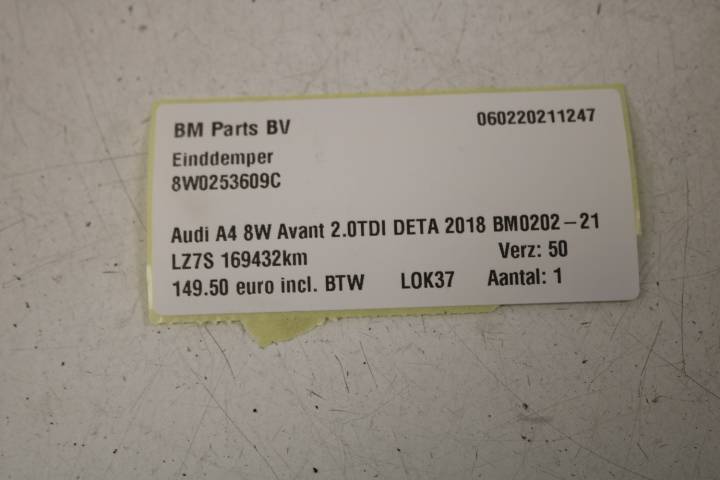 BM Parts BV 060220211247
Einddemper
8W0253609C
Audi A4 8W Avant 2.0TDI DETA 2018 BM0202-21
LZ7S 169432km Verz: 50
149.50 euro incl. BTW LOK37 Aantal: 1